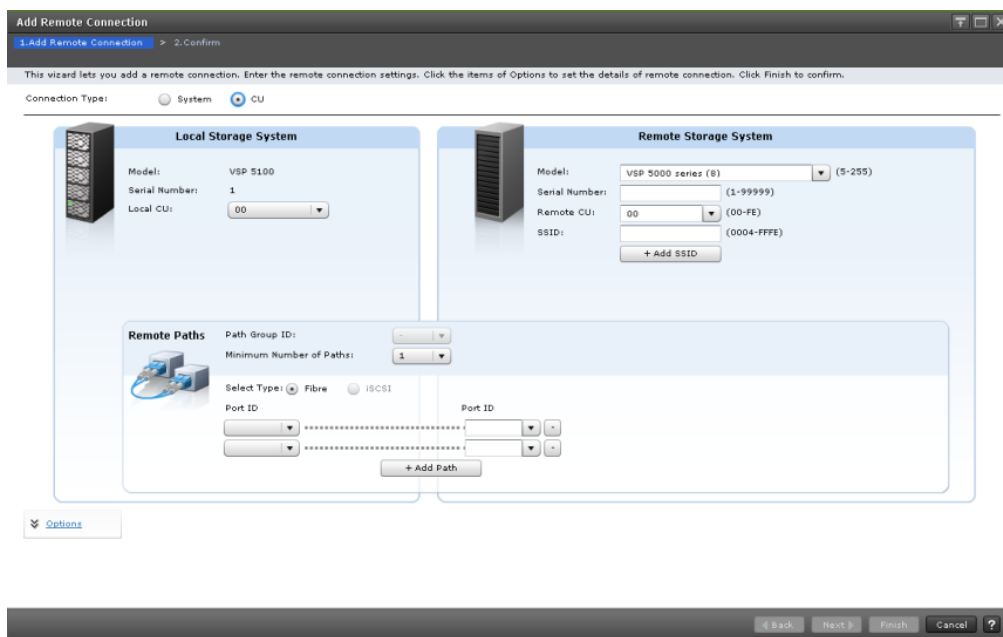 Add Remote Connection
1.Add Remote Connection > 2.Confirm
This wizard lets you add a remote connection. Enter the remote connection settings. Click the items of Options to set the details of remote connection. Click Finish to confirm.
Connection Type: System CU
Local Storage System
Model: VSP 5100
Serial Number: 1
Local CU: 00
Remote Storage System
Model: VSP 5000 series (8) (5-255)
Serial Number: (1-99999)
Remote CU: 00 (00-FE)
SSID: (0004-FFFE)
+ Add SSID
Remote Paths
Path Group ID: -
Minimum Number of Paths: 1
Select Type: Fibre iSCSI
Port ID Port ID
-
-
+ Add Path
Options
Back Next Finish Cancel ?